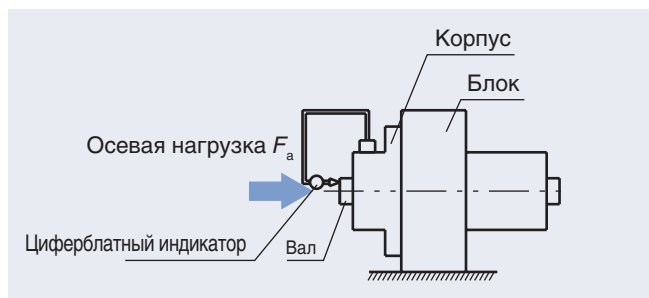 Корпус
Блок
Осевая нагрузка Fa
Циферблатный индикатор
Вал